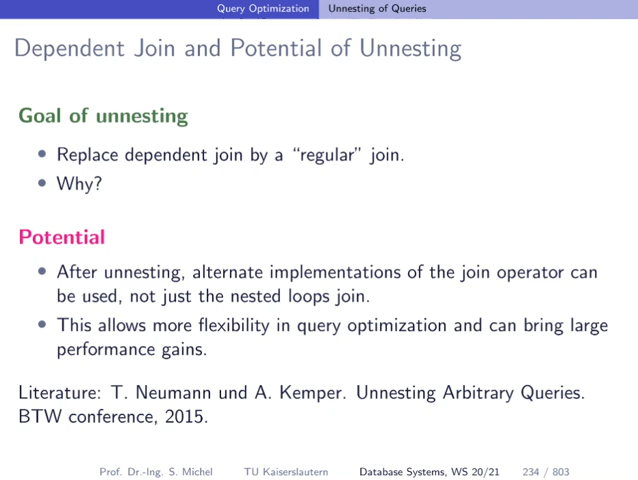 Query Optimization Unnesting of Queries
Dependent Join and Potential of Unnesting
Goal of unnesting
• Replace dependent join by a “regular” join.
• Why?
Potential
• After unnesting, alternate implementations of the join operator can
be used, not just the nested loops join.
• This allows more flexibility in query optimization and can bring large
performance gains.
Literature: T. Neumann und A. Kemper. Unnesting Arbitrary Queries.
BTW conference, 2015.
Prof. Dr.-Ing. S. Michel TU Kaiserslautern Database Systems, WS 20/21 234 / 803